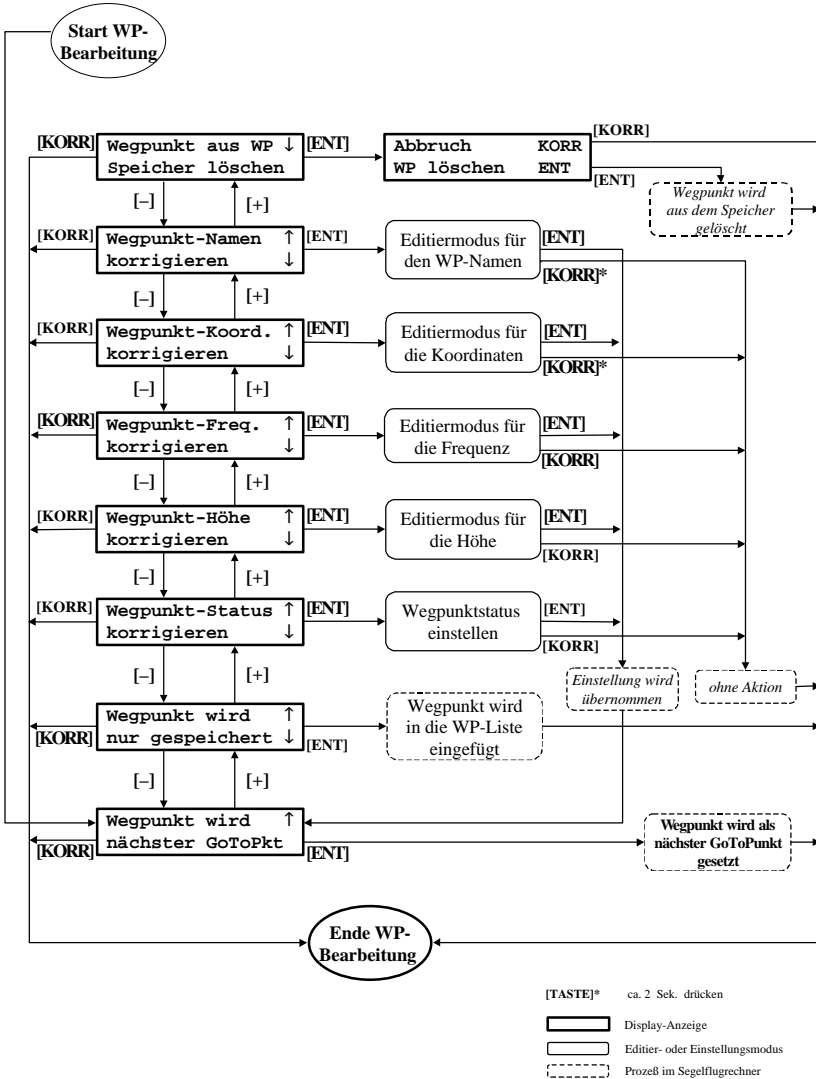 Start WP-
Bearbeitung
[KORR]
Wegpunkt aus WP ↓
Speicher löschen
[ENT]
Abbruch KORR
WP löschen ENT
[KORR]
[ENT]
Wegpunkt wird
aus dem Speicher
gelöscht
[–]
[+]
[KORR]
Wegpunkt-Namen ↑
korrigieren ↓
[ENT]
Editiermodus für
den WP-Namen
[ENT]
[KORR]*
[–]
[+]
[KORR]
Wegpunkt-Koord. ↑
korrigieren ↓
[ENT]
Editiermodus für
die Koordinaten
[ENT]
[KORR]*
[–]
[+]
[KORR]
Wegpunkt-Freq. ↑
korrigieren ↓
[ENT]
Editiermodus für
die Frequenz
[ENT]
[KORR]
[–]
[+]
[KORR]
Wegpunkt-Höhe ↑
korrigieren ↓
[ENT]
Editiermodus für
die Höhe
[ENT]
[KORR]
[–]
[+]
[KORR]
Wegpunkt-Status ↑
korrigieren ↓
[ENT]
Wegpunktstatus
einstellen
[ENT]
[KORR]
[–]
[+]
Einstellung wird
übernommen
ohne Aktion
[KORR]
Wegpunkt wird ↑
nur gespeichert ↓
[ENT]
Wegpunkt wird
in die WP-Liste
eingefügt
[–]
[+]
[KORR]
Wegpunkt wird ↑
nächster GoToPkt
[ENT]
Wegpunkt wird als
nächster GoToPunkt
gesetzt
Ende WP-
Bearbeitung
[TASTE]* ca. 2 Sek. drücken
Display-Anzeige
Editier- oder Einstellungsmodus
Prozeß im Segelflugrechner